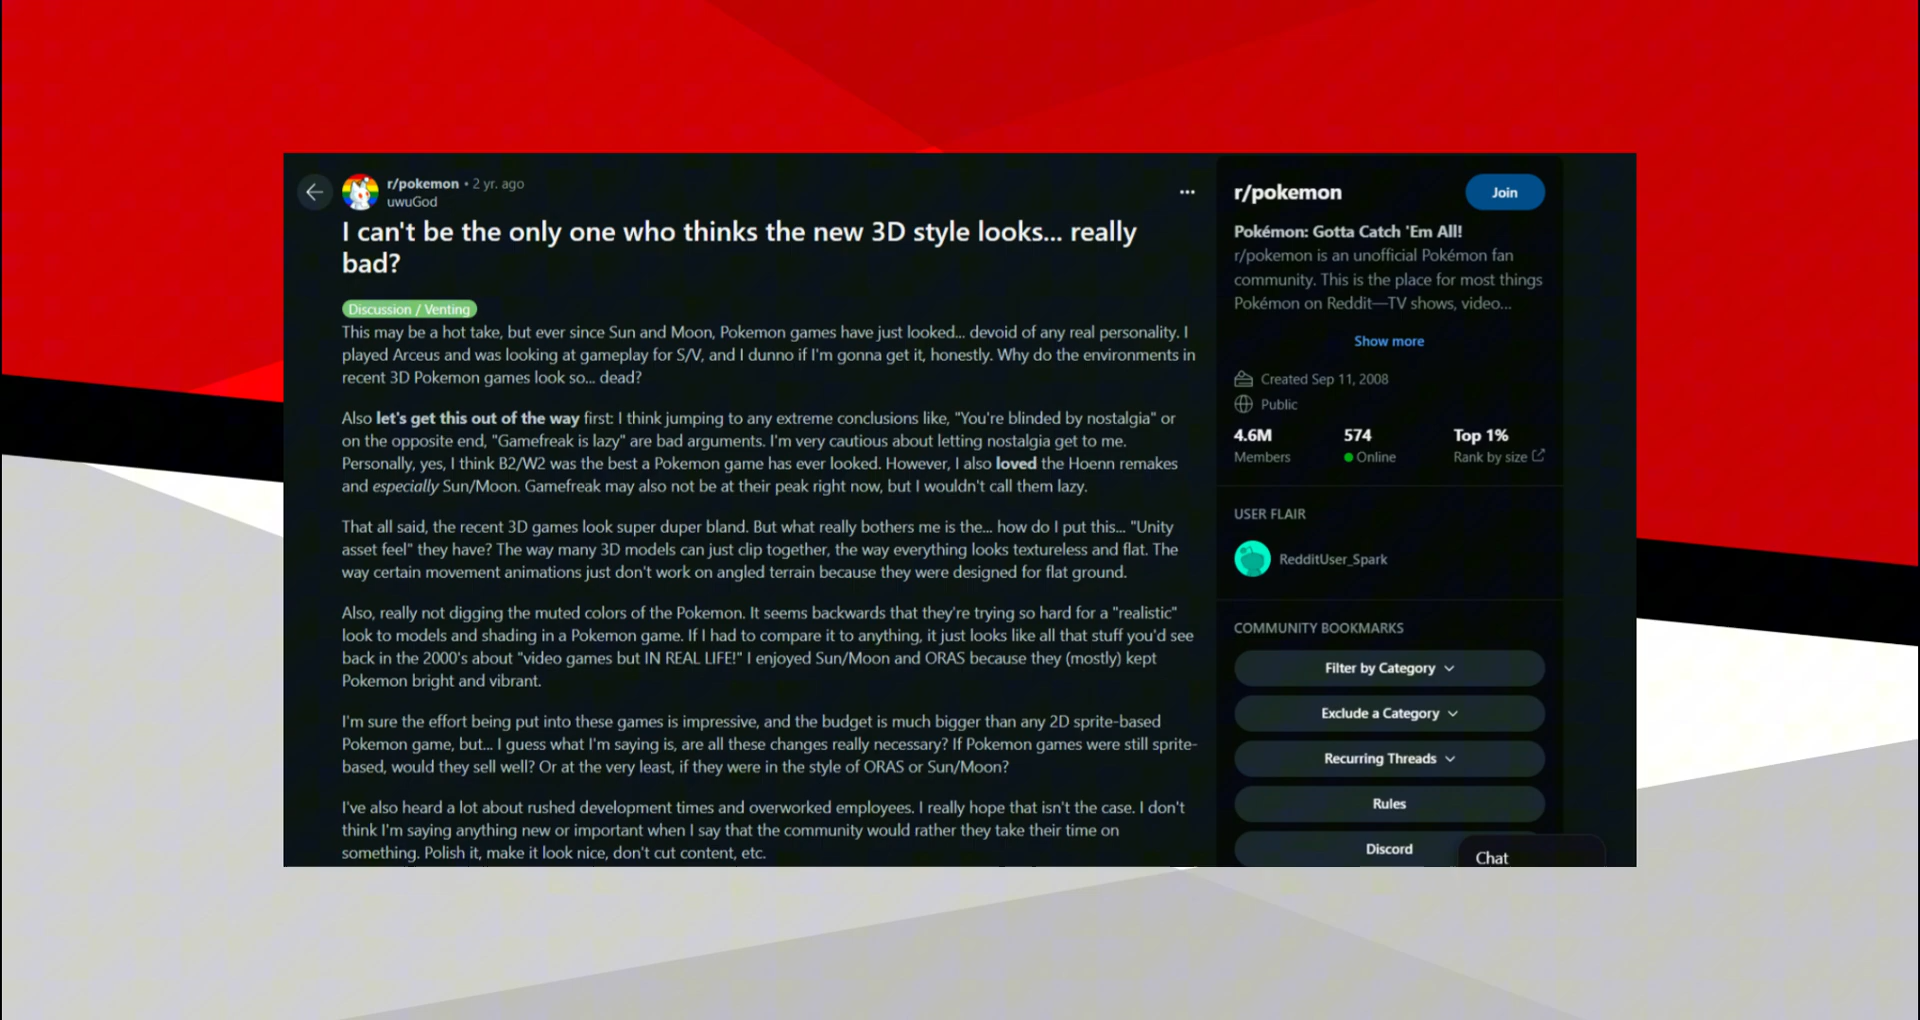 r/pokemon • 2 yr. ago
uwuGod
I can't be the only one who thinks the new 3D style looks... really
bad?
Discussion / Venting
This may be a hot take, but ever since Sun and Moon, Pokemon games have just looked... devoid of any real personality. I
played Arceus and was looking at gameplay for S/V, and I dunno if I'm gonna get it, honestly. Why do the environments in
recent 3D Pokemon games look so... dead?
Also let's get this out of the way first: I think jumping to any extreme conclusions like, "You're blinded by nostalgia" or
on the opposite end, "Gamefreak is lazy" are bad arguments. I'm very cautious about letting nostalgia get to me.
Personally, yes, I think B2/W2 was the best a Pokemon game has ever looked. However, I also loved the Hoenn remakes
and especially Sun/Moon. Gamefreak may also not be at their peak right now, but I wouldn't call them lazy.
That all said, the recent 3D games look super duper bland. But what really bothers me is the... how do I put this... "Unity
asset feel" they have? The way many 3D models can just clip together, the way everything looks textureless and flat. The
way certain movement animations just don't work on angled terrain because they were designed for flat ground.
Also, really not digging the muted colors of the Pokemon. It seems backwards that they're trying so hard for a "realistic"
look to models and shading in a Pokemon game. If I had to compare it to anything, it just looks like all that stuff you'd see
back in the 2000's about "video games but IN REAL LIFE!" I enjoyed Sun/Moon and ORAS because they (mostly) kept
Pokemon bright and vibrant.
I'm sure the effort being put into these games is impressive, and the budget is much bigger than any 2D sprite-based
Pokemon game, but... I guess what I'm saying is, are all these changes really necessary? If Pokemon games were still sprite-
based, would they sell well? Or at the very least, if they were in the style of ORAS or Sun/Moon?
I've also heard a lot about rushed development times and overworked employees. I really hope that isn't the case. I don't
think I'm saying anything new or important when I say that the community would rather they take their time on
something. Polish it, make it look nice, don't cut content, etc.
r/pokemon
Join
Pokémon: Gotta Catch 'Em All!
r/pokemon is an unofficial Pokémon fan
community. This is the place for most things
Pokémon on Reddit—TV shows, video...
Show more
Created Sep 11, 2008
Public
4.6M 574 Top 1%
Members Online Rank by size
USER FLAIR
RedditUser_Spark
COMMUNITY BOOKMARKS
Filter by Category
Exclude a Category
Recurring Threads
Rules
Discord
Chat